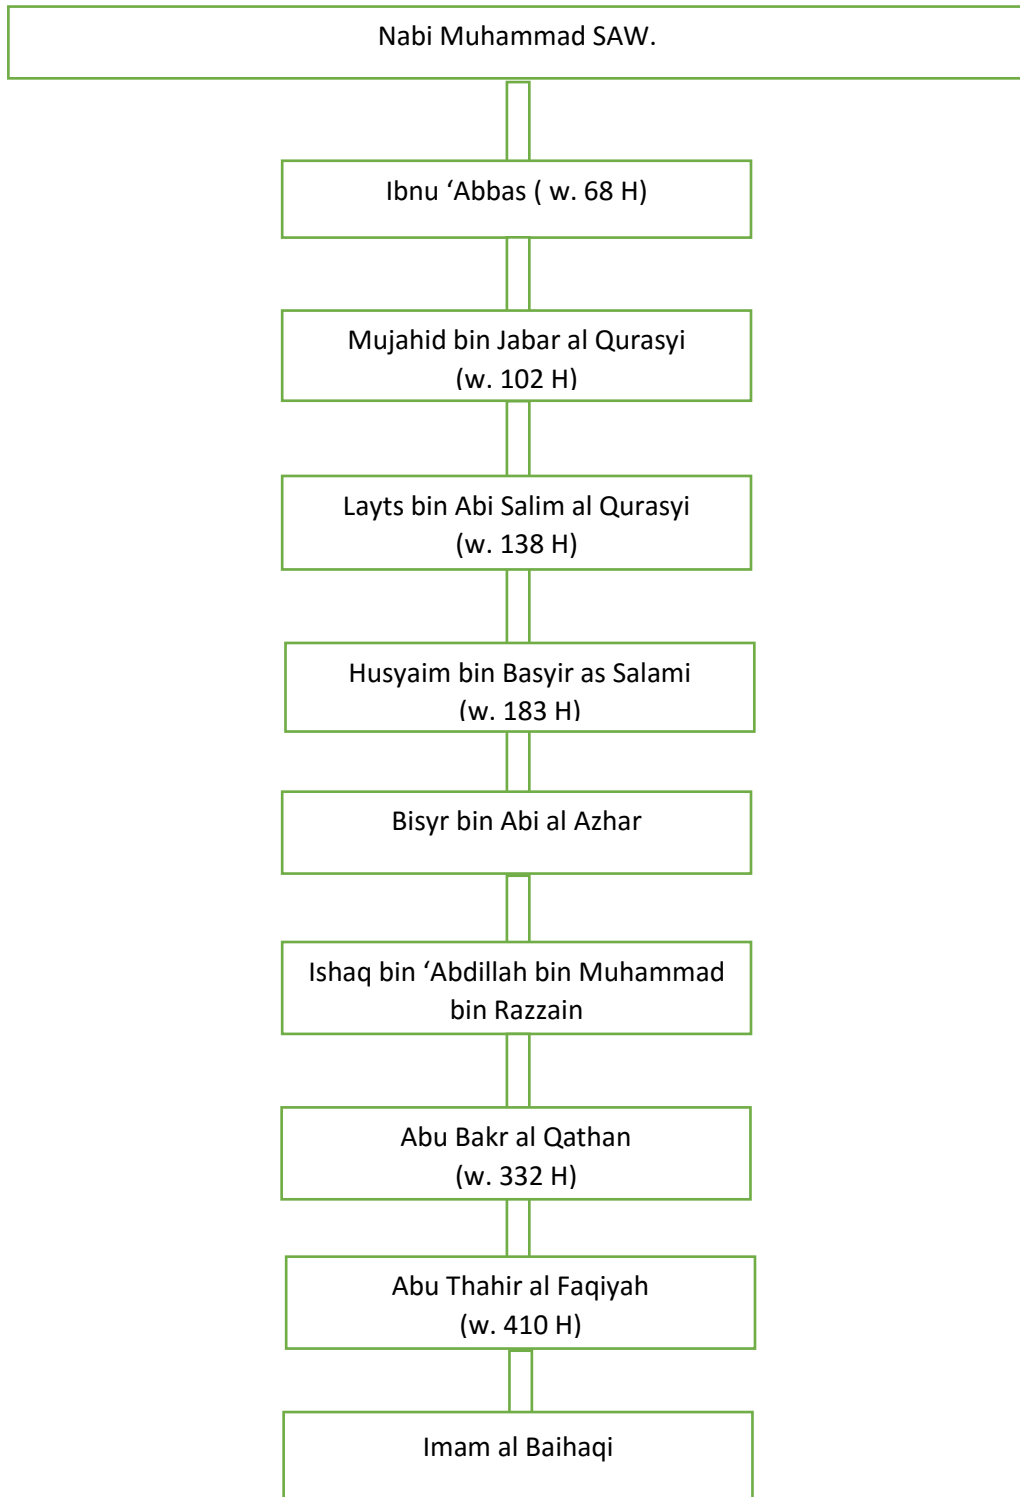 Nabi Muhammad SAW.
Ibnu ‘Abbas ( w. 68 H)
Mujahid bin Jabar al Qurasyi
(w. 102 H)
Layts bin Abi Salim al Qurasyi
(w. 138 H)
Husyaim bin Basyir as Salami
(w. 183 H)
Bisyr bin Abi al Azhar
Ishaq bin ‘Abdillah bin Muhammad
bin Razzain
Abu Bakr al Qathan
(w. 332 H)
Abu Thahir al Faqiyah
(w. 410 H)
Imam al Baihaqi